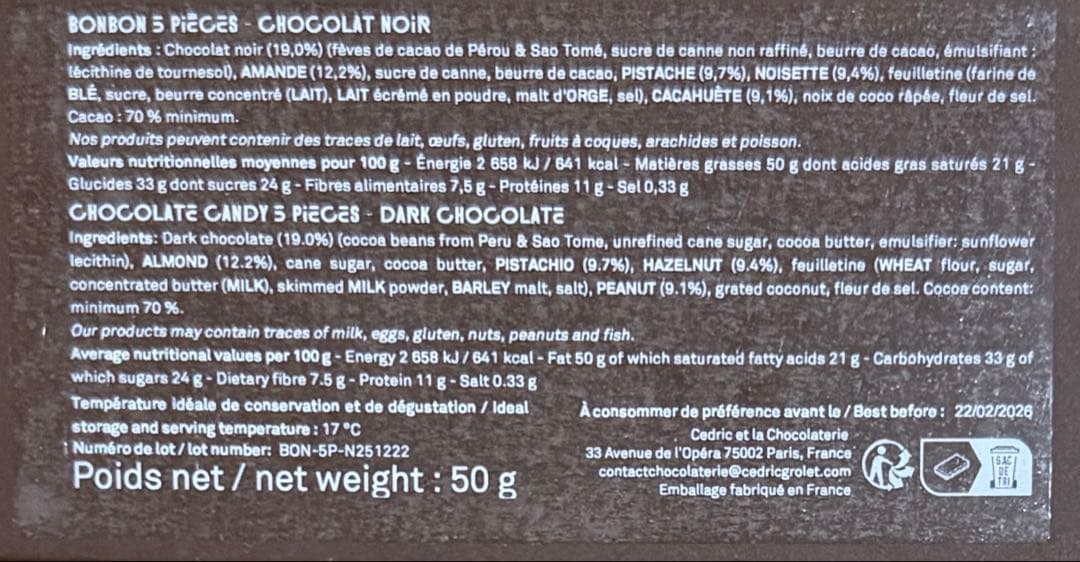 BONBON 5 PIÈCES - CHOCOLAT NOIR
Ingrédients : Chocolat noir (19,0%) (fèves de cacao de Pérou & Sao Tomé, sucre de canne non raffiné, beurre de cacao, émulsifiant :
lécithine de tournesol), AMANDE (12,2%), sucre de canne, beurre de cacao, PISTACHE (9,7%), NOISETTE (9,4%), feuilletine (farine de
BLÉ, sucre, beurre concentré (LAIT), LAIT écrémé en poudre, malt d'ORGE, sel), CACAHUÈTE (9,1%), noix de coco râpée, fleur de sel.
Cacao : 70 % minimum.
Nos produits peuvent contenir des traces de lait, œufs, gluten, fruits à coques, arachides et poisson.
Valeurs nutritionnelles moyennes pour 100 g - Énergie 2 658 kJ / 641 kcal - Matières grasses 50 g dont acides gras saturés 21 g -
Glucides 33 g dont sucres 24 g - Fibres alimentaires 7,5 g - Protéines 11 g - Sel 0,33 g
CHOCOLATE CANDY 5 PIECES - DARK CHOCOLATE
Ingredients: Dark chocolate (19.0%) (cocoa beans from Peru & Sao Tome, unrefined cane sugar, cocoa butter, emulsifier: sunflower
lecithin), ALMOND (12.2%), cane sugar, cocoa butter, PISTACHIO (9.7%), HAZELNUT (9.4%), feuilletine (WHEAT flour, sugar,
concentrated butter (MILK), skimmed MILK powder, BARLEY malt, salt), PEANUT (9.1%), grated coconut, fleur de sel. Cocoa content:
minimum 70 %.
Our products may contain traces of milk, eggs, gluten, nuts, peanuts and fish.
Average nutritional values per 100 g - Energy 2 658 kJ / 641 kcal - Fat 50 g of which saturated fatty acids 21 g - Carbohydrates 33 g of
which sugars 24 g - Dietary fibre 7.5 g - Protein 11 g - Salt 0.33 g
Température idéale de conservation et de dégustation / Ideal
storage and serving temperature : 17 °C
Numéro de lot / lot number: BON-5P-N251222
Poids net / net weight : 50 g
À consommer de préférence avant le / Best before : 22/02/2026
Cedric et la Chocolaterie
33 Avenue de l'Opéra 75002 Paris, France
contactchocolaterie@cedricgrolet.com
Emballage fabriqué en France
FR
BAC
DE
TRI